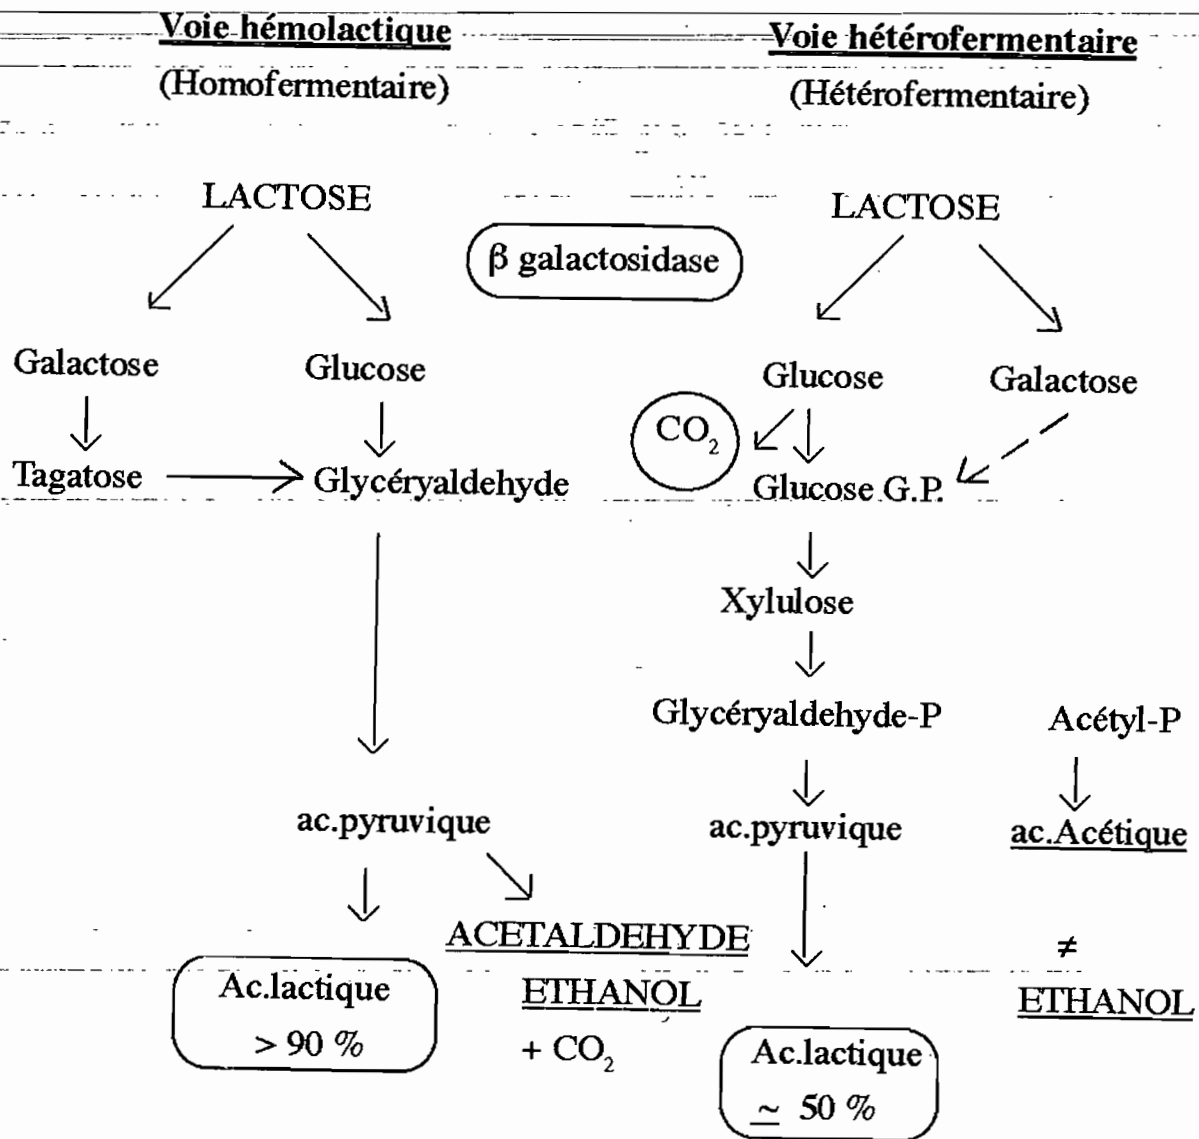 Voie hémolactique
(Homofermentaire)
LACTOSE
Galactose
Glucose
Tagatose
Glycéryaldehyde
ac.pyruvique
Ac.lactique
> 90 %
ACETALDEHYDE
ETHANOL
+ CO₂
β galactosidase
Voie hétérofermentaire
(Hétérofermentaire)
LACTOSE
Glucose
Galactose
CO₂
Glucose G.P.
Xylulose
Glycéryaldehyde-P
Acétyl-P
ac.pyruvique
ac.Acétique
≠
ETHANOL
Ac.lactique
≃ 50 %